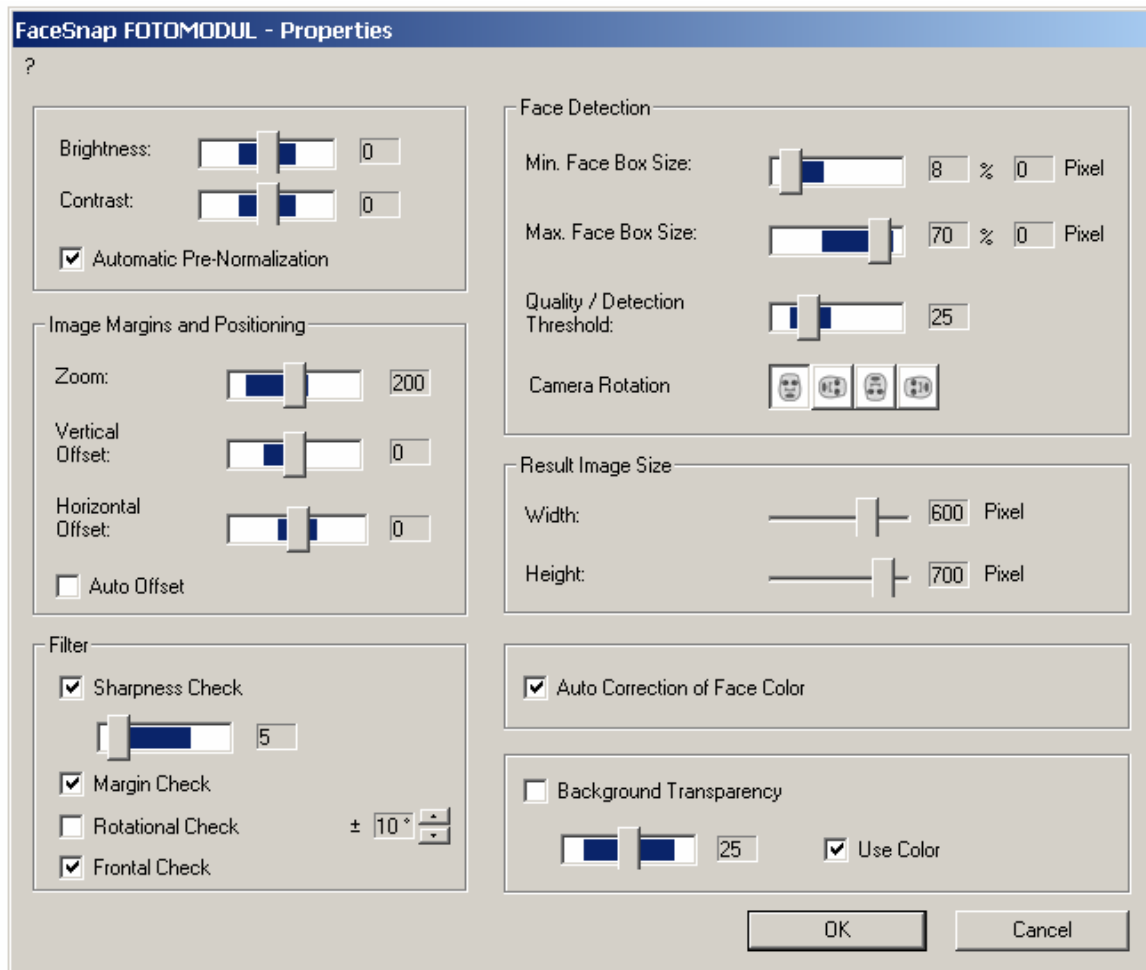 FaceSnap FOTOMODUL - Properties
?
Brightness: 0
Contrast: 0
Automatic Pre-Normalization
Image Margins and Positioning
Zoom: 200
Vertical
Offset: 0
Horizontal
Offset: 0
Auto Offset
Filter
Sharpness Check
5
Margin Check
Rotational Check ± 10 °
Frontal Check
Face Detection
Min. Face Box Size: 8 % 0 Pixel
Max. Face Box Size: 70 % 0 Pixel
Quality / Detection
Threshold: 25
Camera Rotation
Result Image Size
Width: 600 Pixel
Height: 700 Pixel
Auto Correction of Face Color
Background Transparency
25 Use Color
OK Cancel